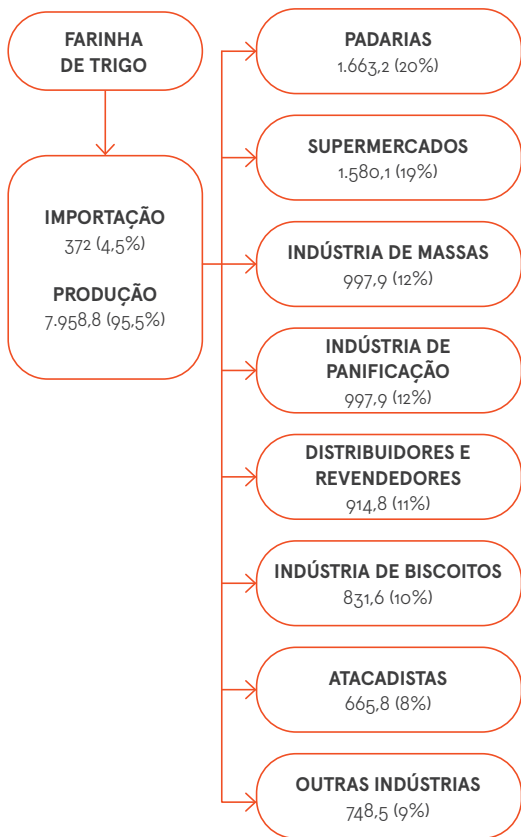 FARINHA
DE TRIGO
IMPORTAÇÃO
372 (4,5%)
PRODUÇÃO
7.958,8 (95,5%)
PADARIAS
1.663,2 (20%)
SUPERMERCADOS
1.580,1 (19%)
INDÚSTRIA DE MASSAS
997,9 (12%)
INDÚSTRIA DE
PANIFICAÇÃO
997,9 (12%)
DISTRIBUIDORES E
REVENDEDORES
914,8 (11%)
INDÚSTRIA DE BISCOITOS
831,6 (10%)
ATACADISTAS
665,8 (8%)
OUTRAS INDÚSTRIAS
748,5 (9%)